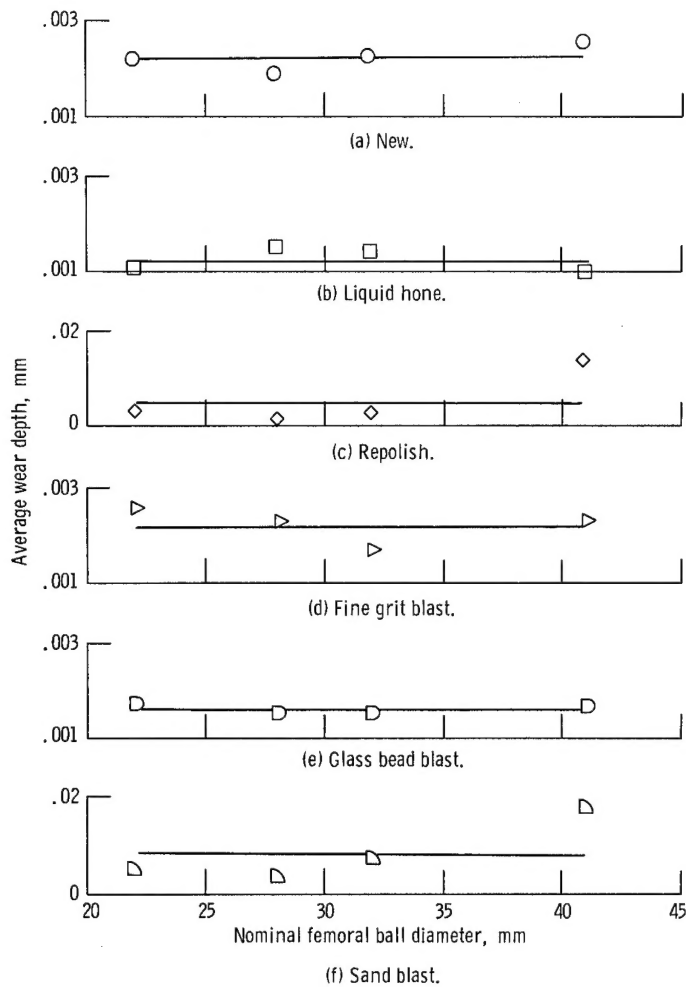 .003
.001
(a) New.
.003
.001
(b) Liquid hone.
.02
0
(c) Repolish.
.003
.001
(d) Fine grit blast.
.003
.001
(e) Glass bead blast.
.02
0
20 25 30 35 40 45
Nominal femoral ball diameter, mm
(f) Sand blast.
Average wear depth, mm